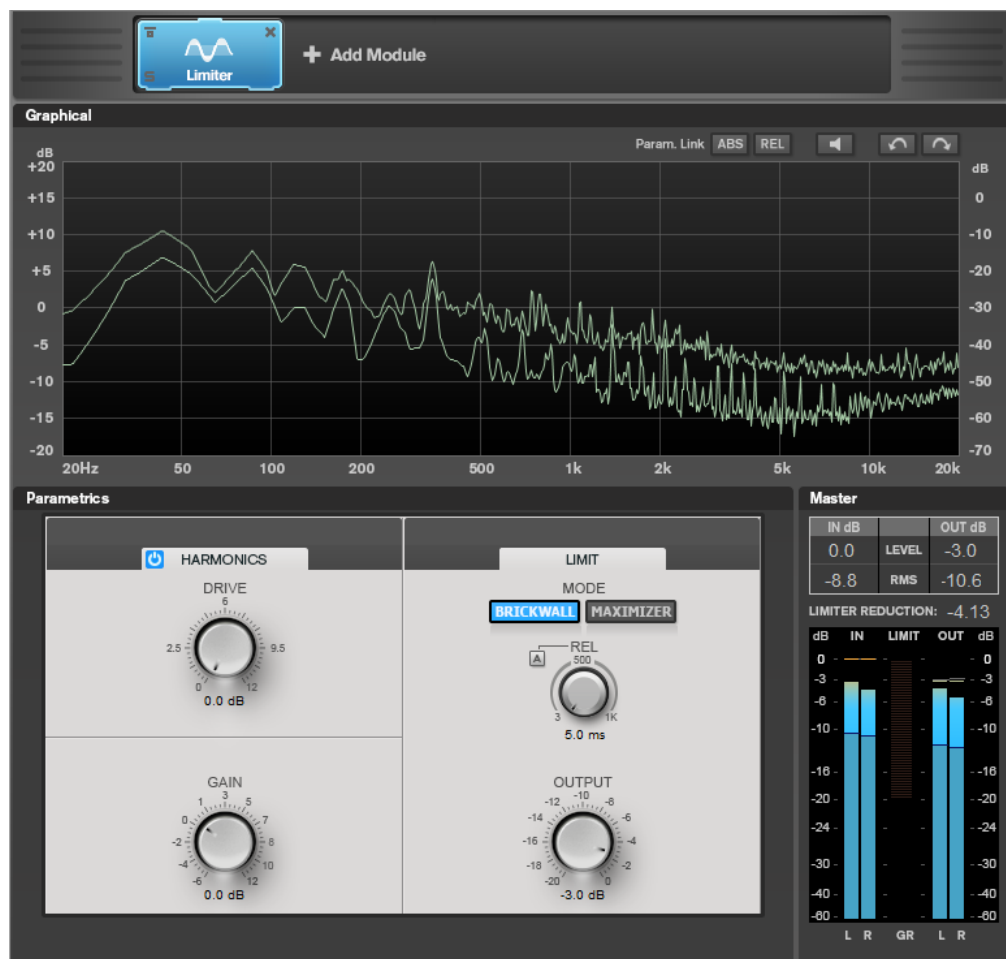 S
Limiter
+ Add Module
Graphical
Param. Link ABS REL
dB dB
+20
+15 0
+10 -10
+5 -20
0 -30
-5 -40
-10 -50
-15 -60
-20 -70
20Hz 50 100 200 500 1k 2k 5k 10k 20k
Parametrics
HARMONICS
DRIVE
6
2.5 9.5
0 12
0.0 dB
GAIN
3
1 5
0 7
-2 8
-4 10
-6 12
0.0 dB
LIMIT
MODE
BRICKWALL MAXIMIZER
REL
A 500
3 1K
5.0 ms
OUTPUT
-10
-12 -8
-14 -6
-16 -4
-18 -2
-20 0
-3.0 dB
Master
IN dB OUT dB
0.0 LEVEL -3.0
-8.8 RMS -10.6
LIMITER REDUCTION: -4.13
dB IN LIMIT OUT dB
0 0
-3 -3
-6 -6
-10 -10
-16 -16
-20 -20
-24 -24
-30 -30
-40 -40
-60 -60
L R GR L R